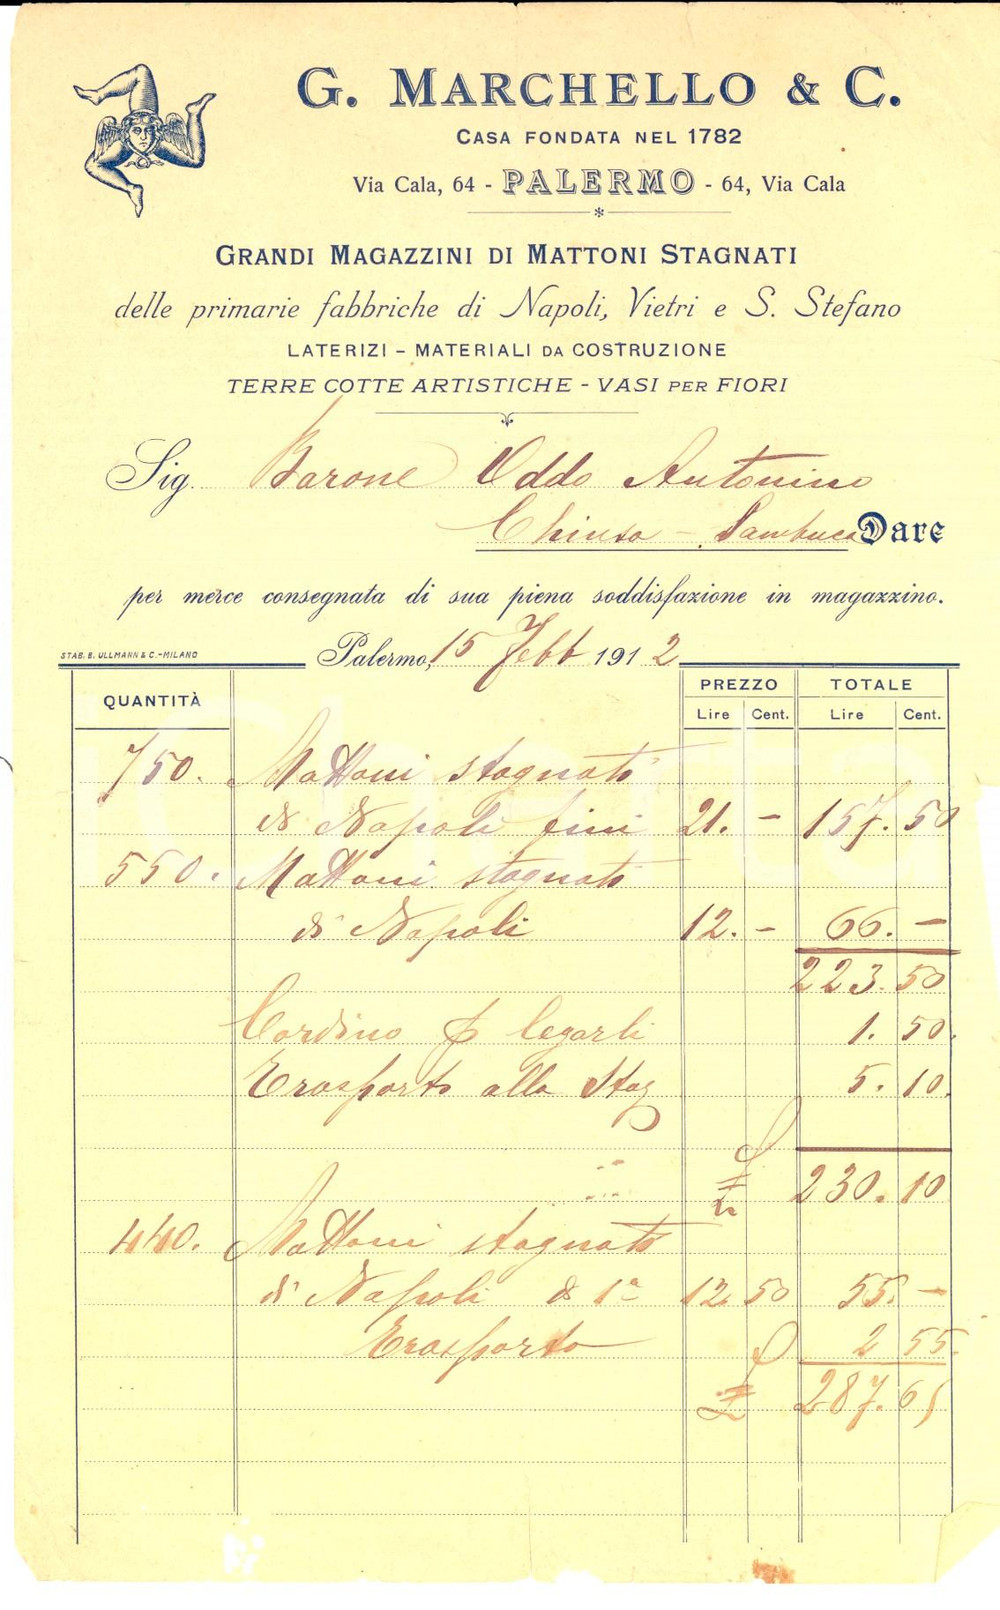 G. MARCHELLO & C.
CASA FONDATA NEL 1782
Via Cala, 64 - PALERMO - 64, Via Cala
GRANDI MAGAZZINI DI MATTONI STAGNATI
delle primarie fabbriche di Napoli, Vietri e S. Stefano
LATERIZI - MATERIALI DA COSTRUZIONE
TERRE COTTE ARTISTICHE - VASI PER FIORI
Sig. Barone Oddo Antonino
Chiusa - Sambuca Dare
per merce consegnata di sua piena soddisfazione in magazzino.
STAB. B. ULLMANN & C.-MILANO
Palermo, 15 Febb 1912
QUANTITÀ PREZZO TOTALE
Lire Cent. Lire Cent.
750. Mattoni stagnati
di Napoli fini 21. - 157. 50
550. Mattoni stagnati
di Napoli 12. - 66. -
223. 50
Cordino p legarli 1. 50.
Trasporto alla Staz 5. 10.
£ 230. 10
440. Mattoni stagnati
di Napoli di 1a 12. 50 55. -
Trasporto 2 55.
£ 287. 65